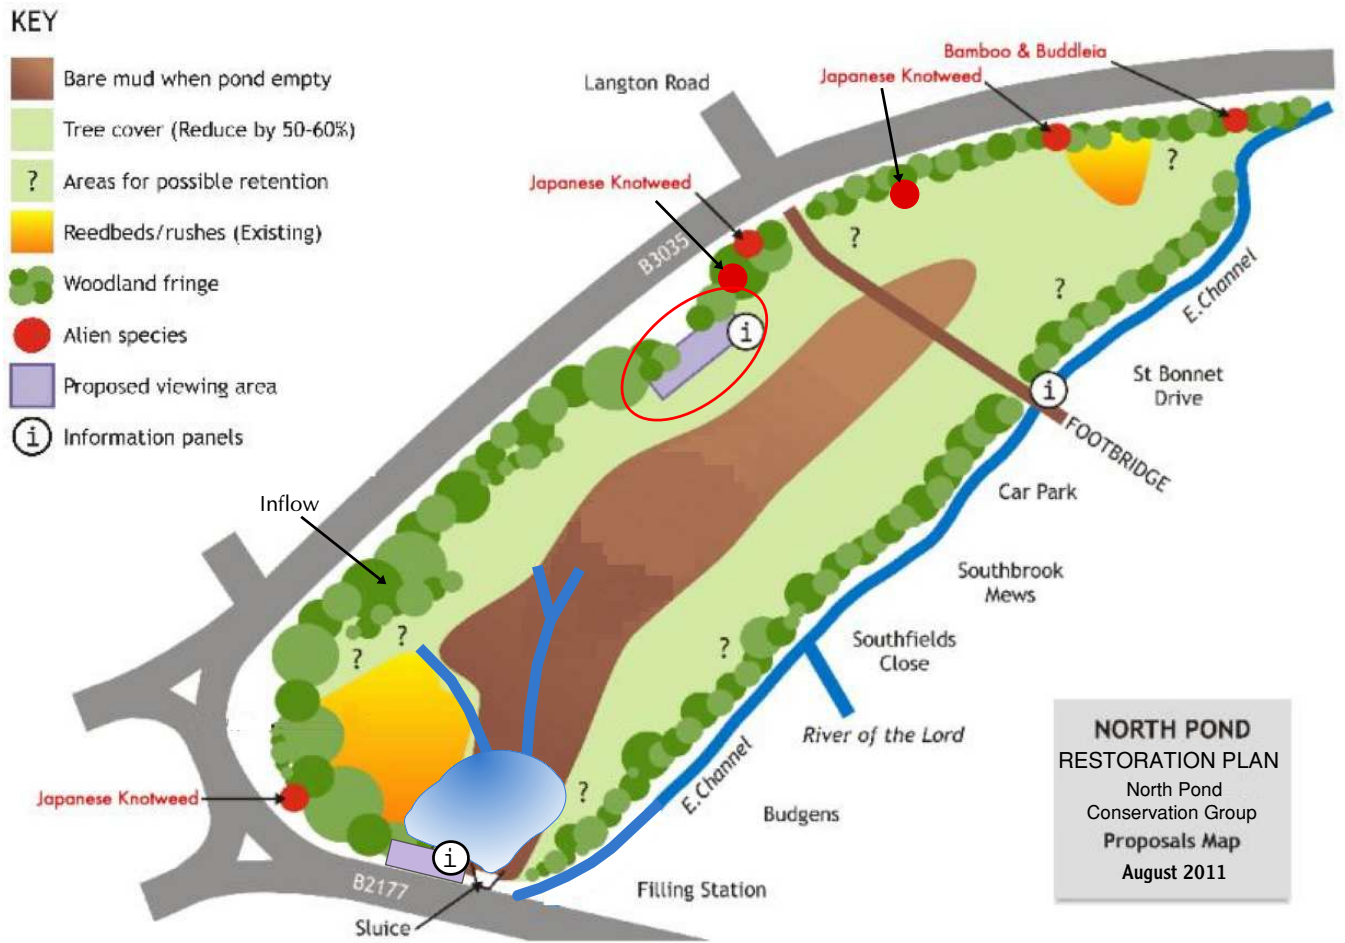 KEY
Bare mud when pond empty
Tree cover (Reduce by 50-60%)
? Areas for possible retention
Reedbeds/rushes (Existing)
Woodland fringe
Alien species
Proposed viewing area
i Information panels
Langton Road
Bamboo & Buddleia
Japanese Knotweed
Japanese Knotweed
B3035
?
?
?
E.Channel
i
i
St Bonnet
Drive
FOOTBRIDGE
Car Park
Inflow
Southbrook
Mews
Southfields
Close
?
?
?
River of the Lord
E.Channel
?
Japanese Knotweed
Budgens
i
B2177
Filling Station
Sluice
NORTH POND
RESTORATION PLAN
North Pond
Conservation Group
Proposals Map
August 2011